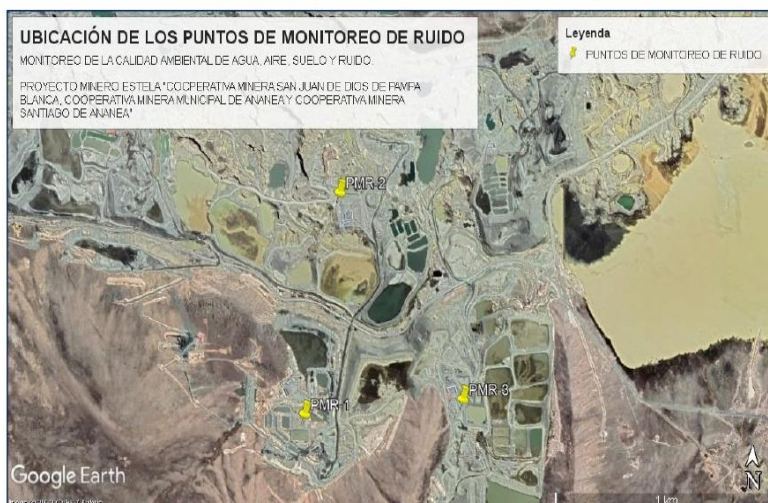 UBICACIÓN DE LOS PUNTOS DE MONITOREO DE RUIDO
MONITOREO DE LA CALIDAD AMBIENTAL DE AGUA, AIRE, SUELO Y RUIDO.
PROYECTO MINERO ESTELA "COOPERATIVA MINERA SAN JUAN DE DIOS DE PAMPA
BLANCA, COOPERATIVA MINERA MUNICIPAL DE ANANEA Y COOPERATIVA MINERA
SANTIAGO DE ANANEA"
Leyenda
PUNTOS DE MONITOREO DE RUIDO
PMR-2
PMR-3
PMR-1
Google Earth
1 km
N